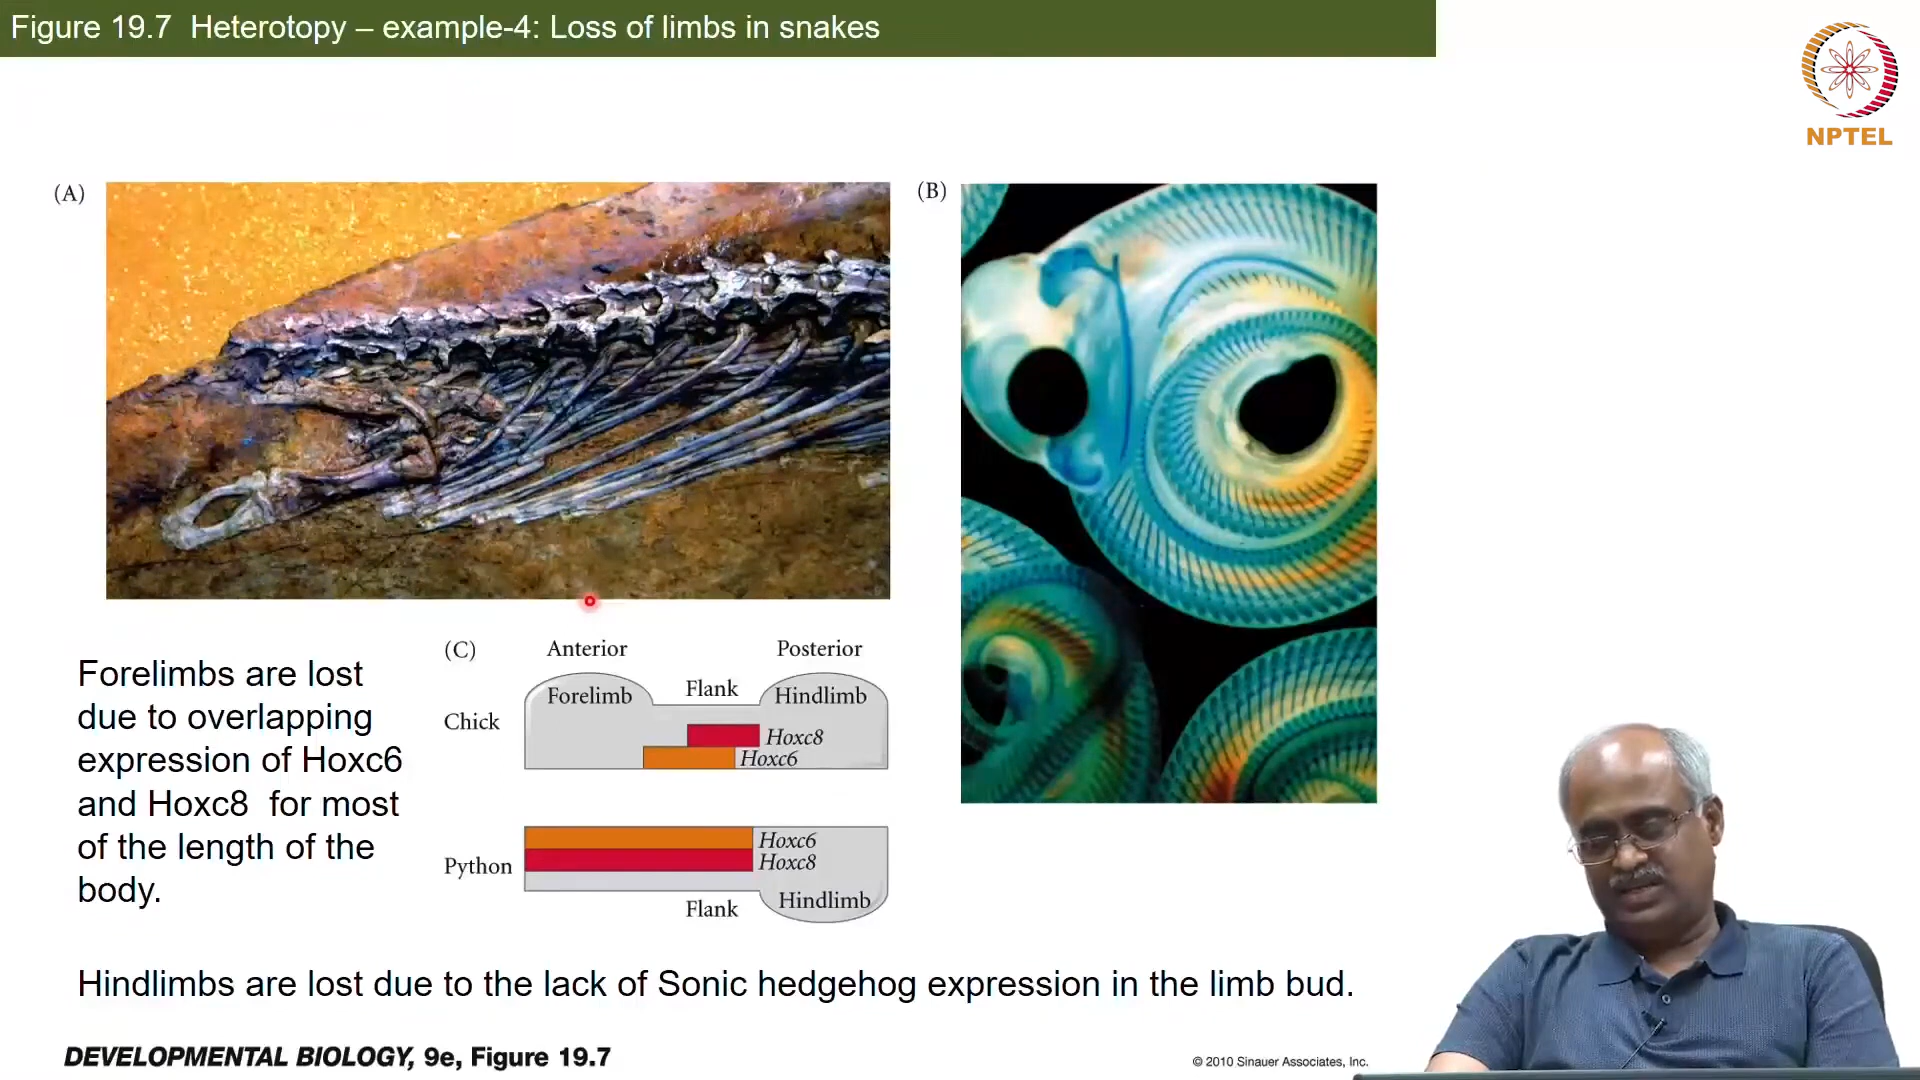 Figure 19.7  Heterotopy – example-4: Loss of limbs in snakes
NPTEL
(A)
(B)
Forelimbs are lost
due to overlapping
expression of Hoxc6
and Hoxc8  for most
of the length of the
body.
(C)
Anterior
Posterior
Forelimb
Flank
Hindlimb
Chick
Hoxc8
Hoxc6
Python
Hoxc6
Hoxc8
Flank
Hindlimb
Hindlimbs are lost due to the lack of Sonic hedgehog expression in the limb bud.
DEVELOPMENTAL BIOLOGY, 9e, Figure 19.7
© 2010 Sinauer Associates, Inc.